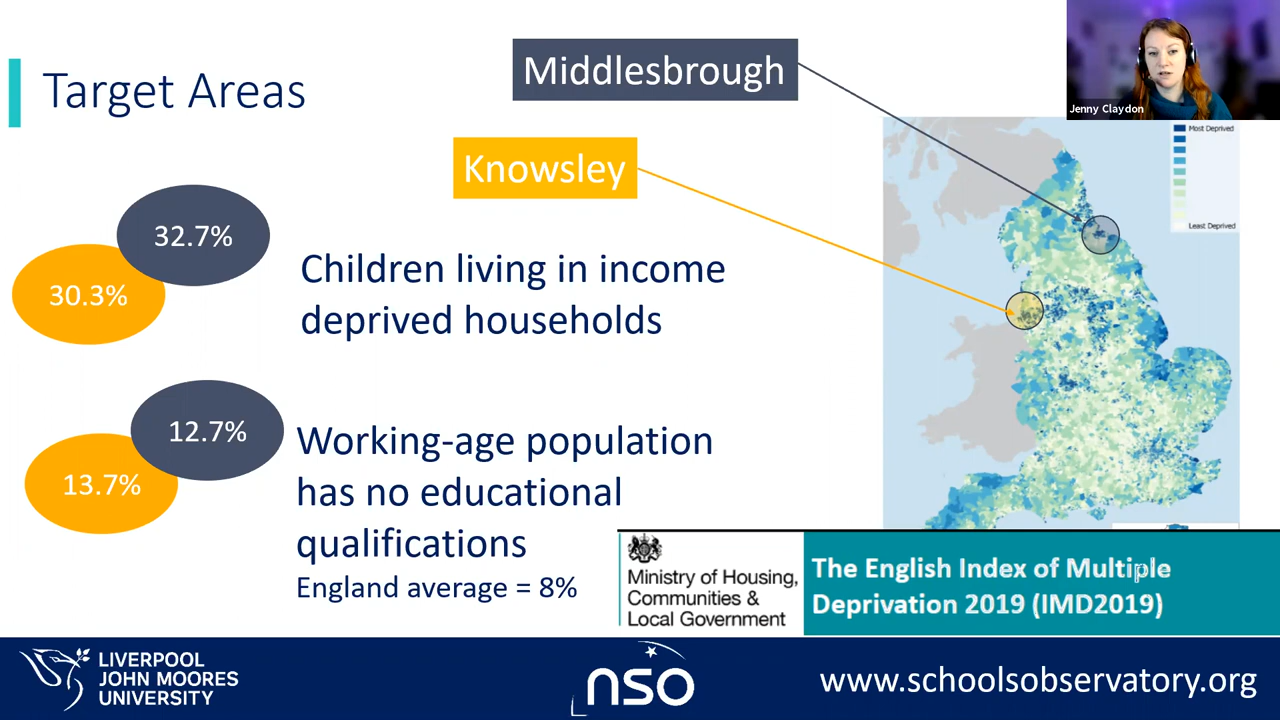 Target Areas
Middlesbrough
Knowsley
Jenny Claydon
Most Deprived
Least Deprived
32.7%
30.3%
Children living in income
deprived households
12.7%
13.7%
Working-age population
has no educational
qualifications
England average = 8%
Ministry of Housing,
Communities &
Local Government
The English Index of Multiple
Deprivation 2019 (IMD2019)
LIVERPOOL
JOHN MOORES
UNIVERSITY
nso
www.schoolsobservatory.org